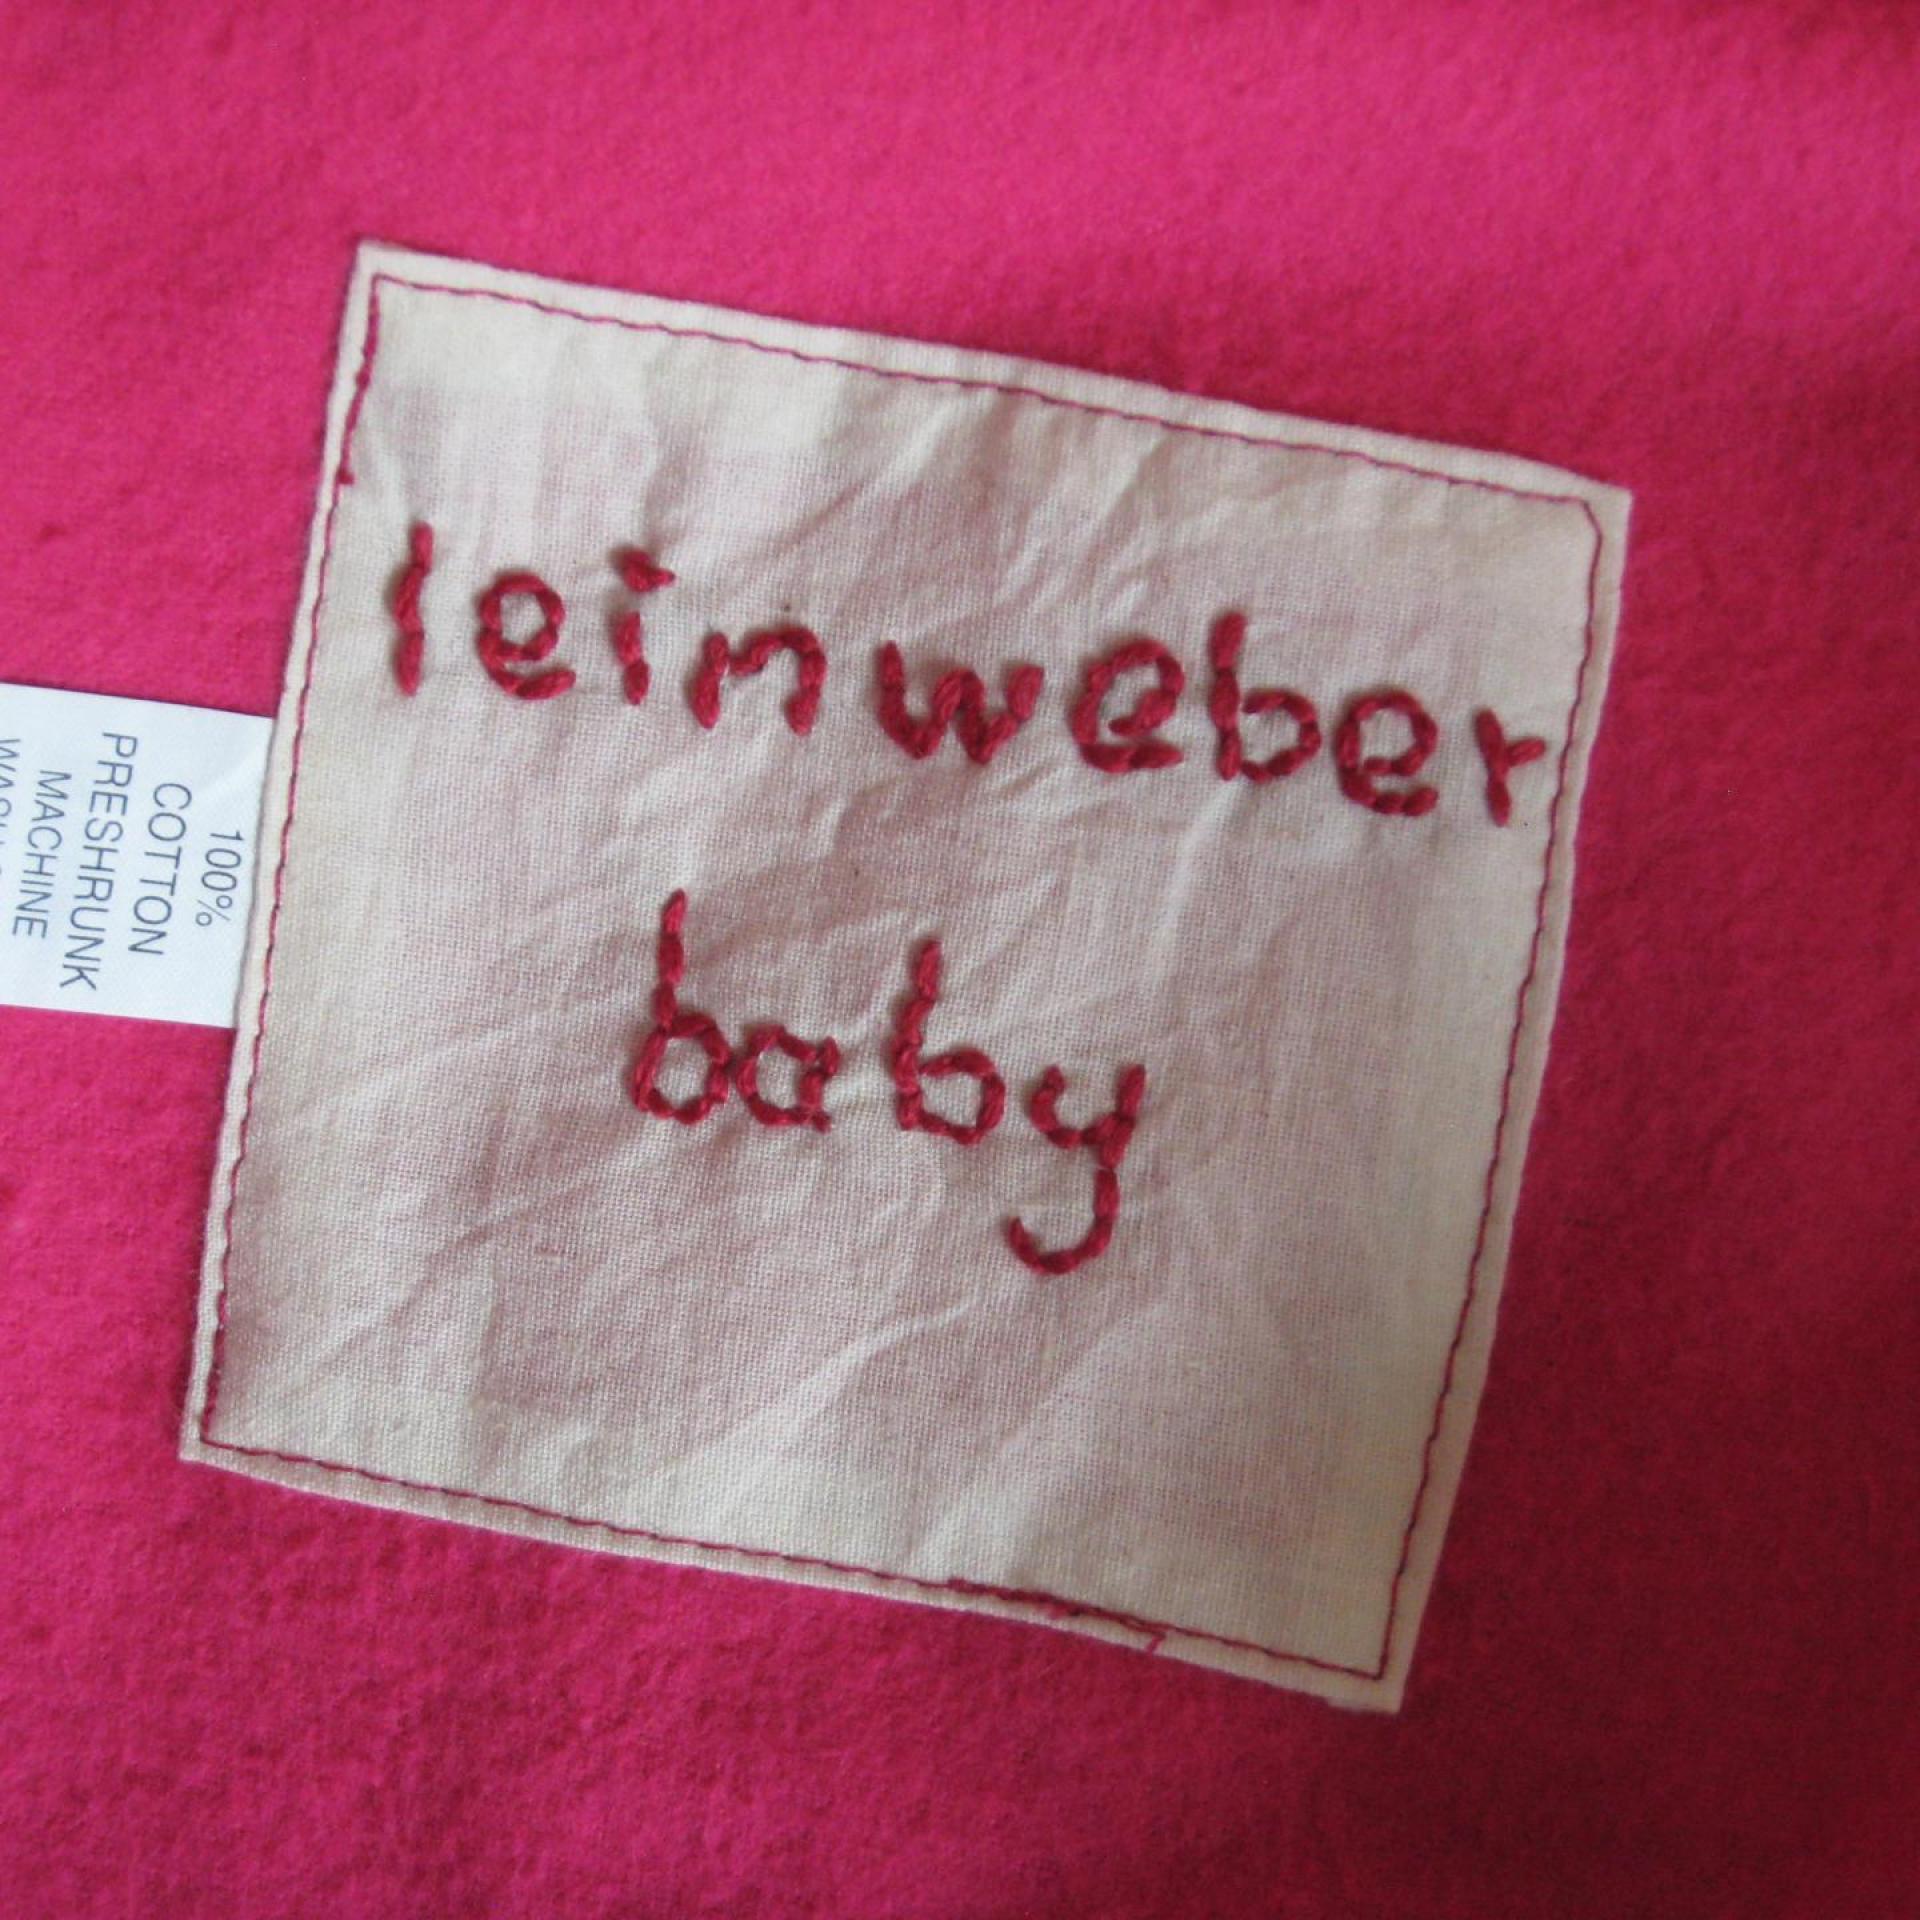 leinweber
baby
100%
COTTON
PRESHRUNK
MACHINE